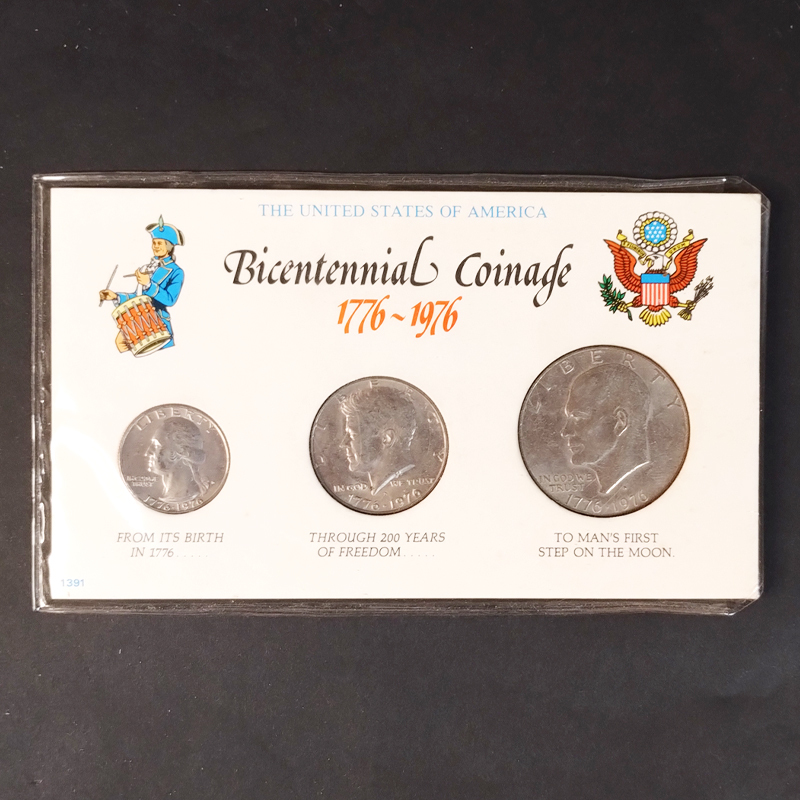 THE UNITED STATES OF AMERICA
Bicentennial Coinage
1776~1976
LIBERTY
IN GOD WE
TRUST
1776-1976
LIBERTY
IN GOD WE TRUST
1776-1976
LIBERTY
IN GOD WE
TRUST
1776-1976
FROM ITS BIRTH
IN 1776.....
THROUGH 200 YEARS
OF FREEDOM.....
TO MAN'S FIRST
STEP ON THE MOON.
1391